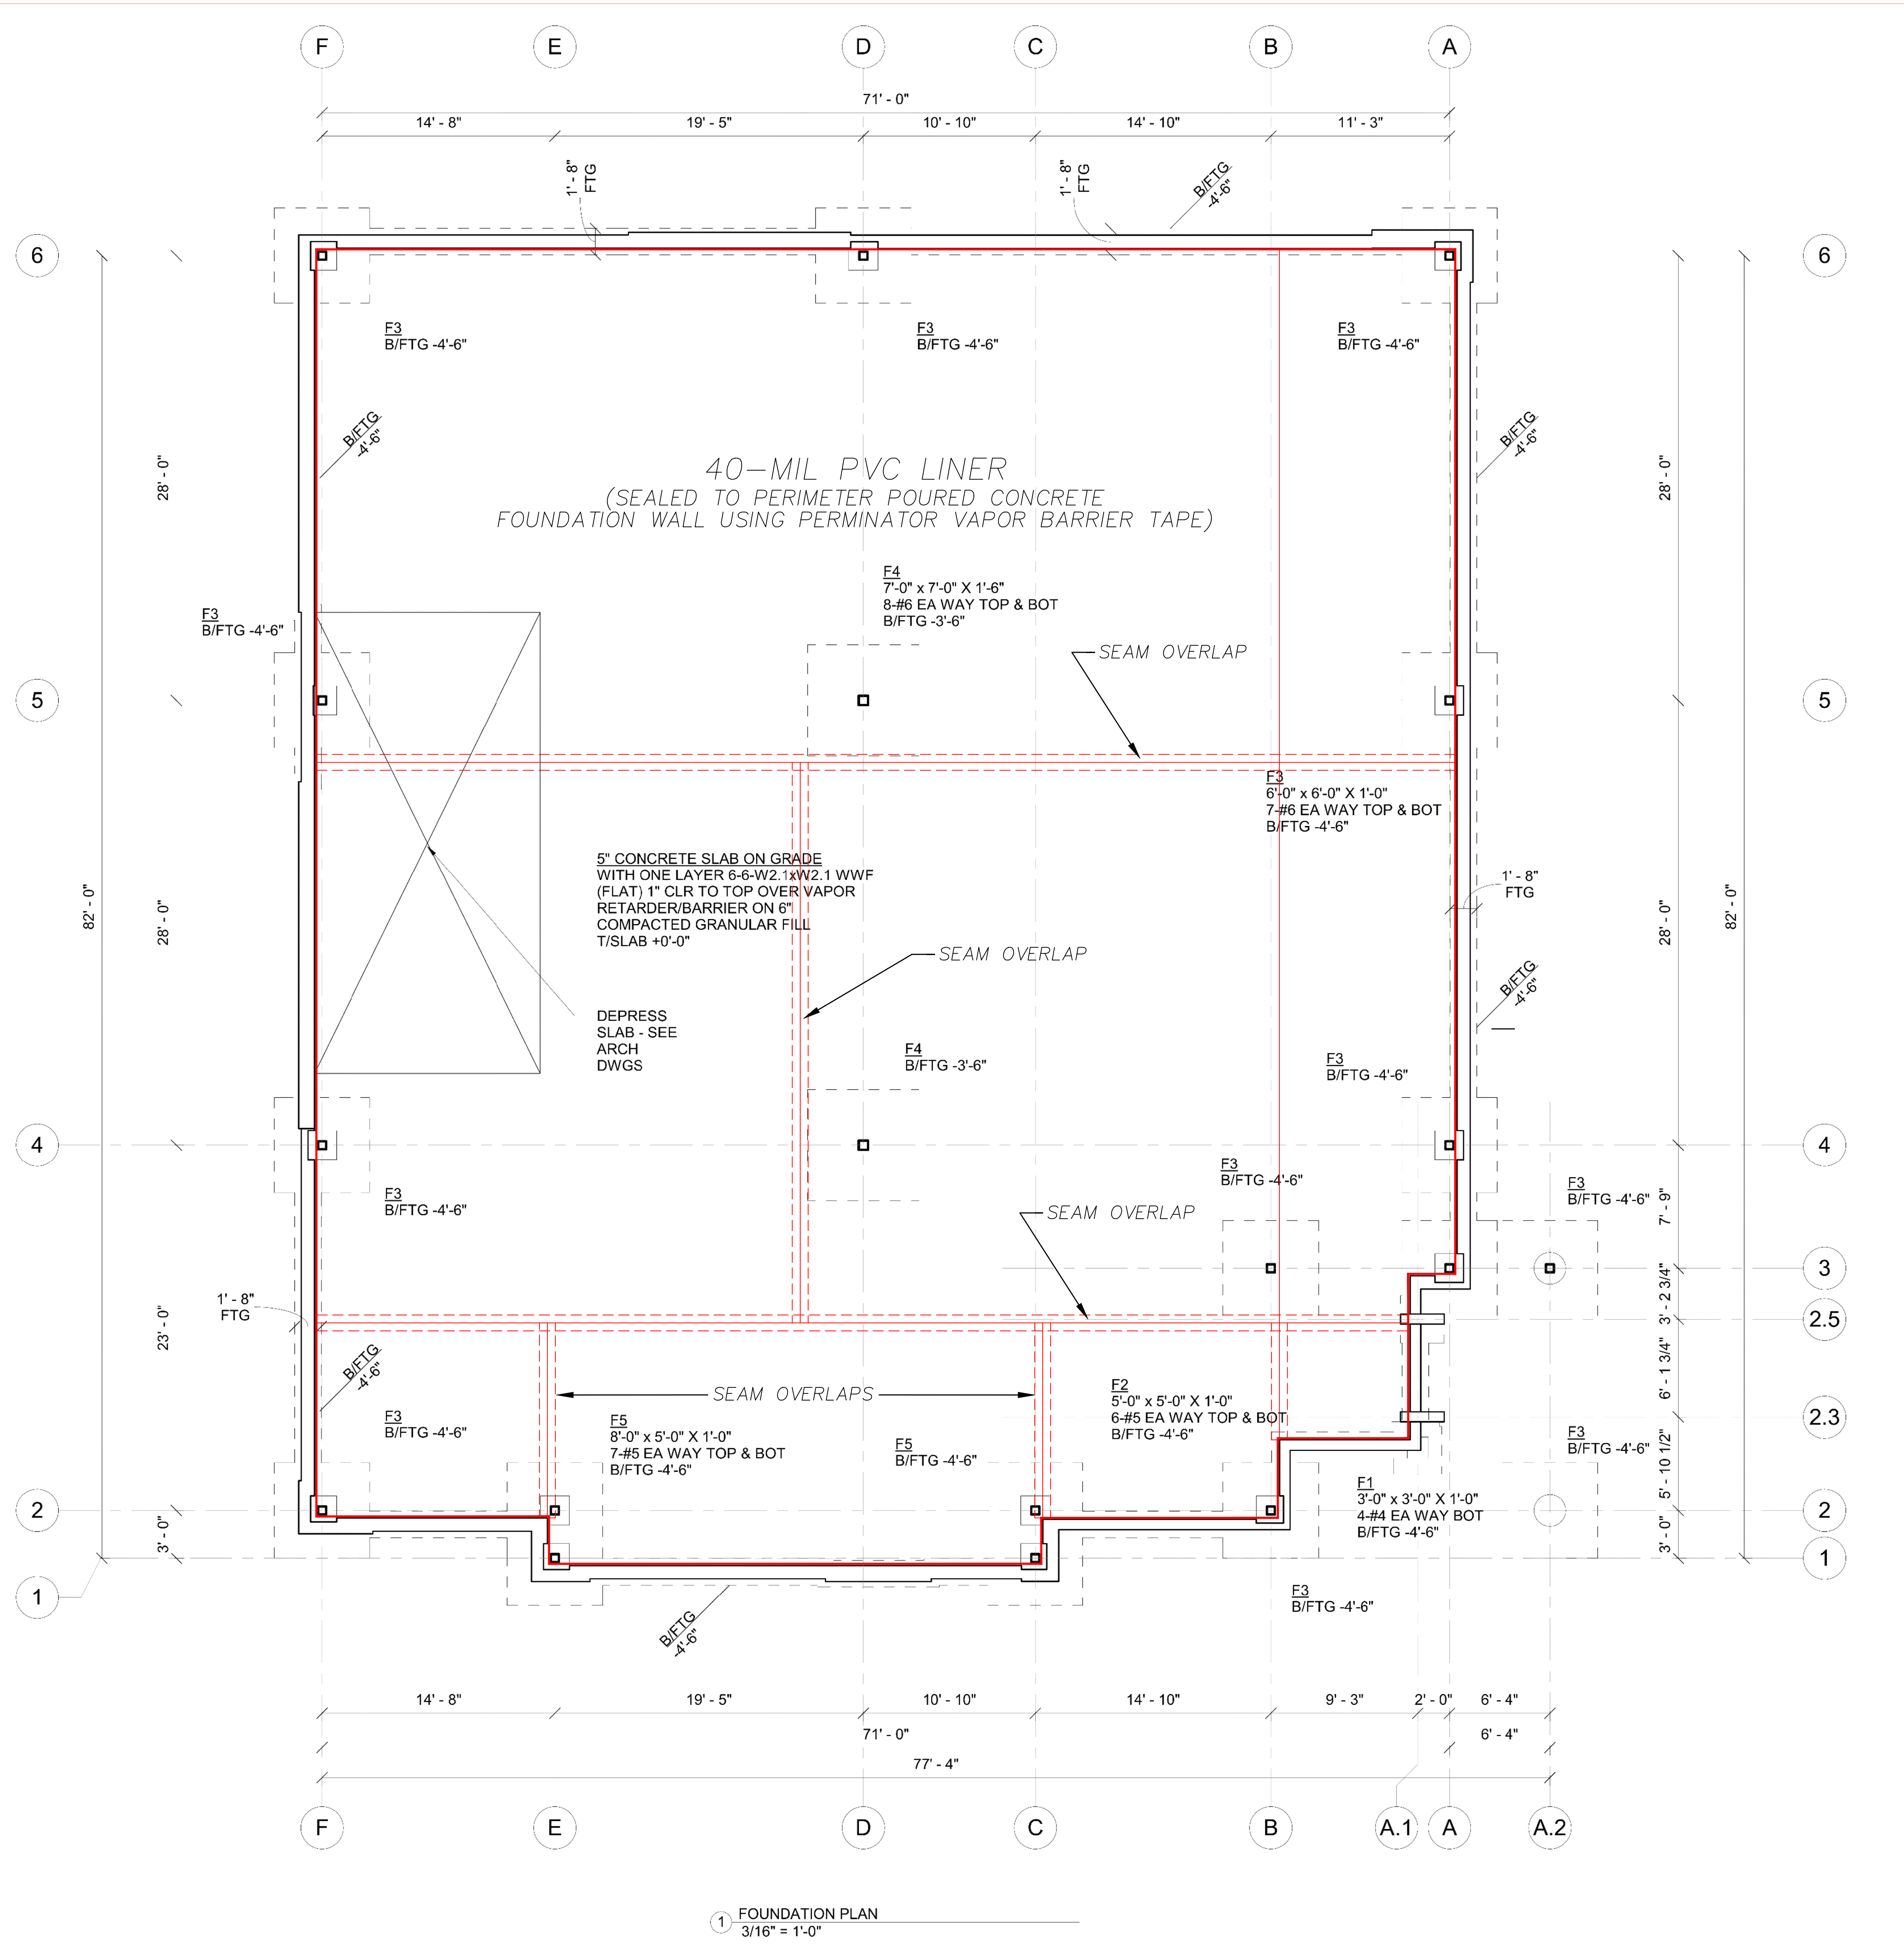 F E D C B A
71' - 0"
14' - 8" 19' - 5" 10' - 10" 14' - 10" 11' - 3"
1' - 8"
FTG
1' - 8"
FTG
B/FTG
-4'-6"
6 6
F3
B/FTG -4'-6"
F3
B/FTG -4'-6"
F3
B/FTG -4'-6"
B/FTG
-4'-6"
B/FTG
-4'-6"
28' - 0"
28' - 0"
40-MIL PVC LINER
(SEALED TO PERIMETER POURED CONCRETE
FOUNDATION WALL USING PERMINATOR VAPOR BARRIER TAPE)
F4
7'-0" x 7'-0" X 1'-6"
8-#6 EA WAY TOP & BOT
B/FTG -3'-6"
F3
B/FTG -4'-6"
SEAM OVERLAP
5 5
F3
6'-0" x 6'-0" X 1'-0"
7-#6 EA WAY TOP & BOT
B/FTG -4'-6"
5" CONCRETE SLAB ON GRADE
WITH ONE LAYER 6-6-W2.1xW2.1 WWF
(FLAT) 1" CLR TO TOP OVER VAPOR
RETARDER/BARRIER ON 6"
COMPACTED GRANULAR FILL
T/SLAB +0'-0"
1' - 8"
FTG
82' - 0"
28' - 0"
28' - 0"
82' - 0"
SEAM OVERLAP
B/FTG
-4'-6"
DEPRESS
SLAB - SEE
ARCH
DWGS
F4
B/FTG -3'-6"
F3
B/FTG -4'-6"
4 4
F3
B/FTG -4'-6"
F3
B/FTG -4'-6"
F3
B/FTG -4'-6"
7' - 9"
SEAM OVERLAP
3
3' - 2 3/4"
1' - 8"
FTG
23' - 0"
2.5
B/FTG
-4'-6"
6' - 1 3/4"
SEAM OVERLAPS
F3
B/FTG -4'-6"
F5
8'-0" x 5'-0" X 1'-0"
7-#5 EA WAY TOP & BOT
B/FTG -4'-6"
F5
B/FTG -4'-6"
F2
5'-0" x 5'-0" X 1'-0"
6-#5 EA WAY TOP & BOT
B/FTG -4'-6"
2.3
F3
B/FTG -4'-6"
5' - 10 1/2"
F1
3'-0" x 3'-0" X 1'-0"
4-#4 EA WAY BOT
B/FTG -4'-6"
2 2
3' - 0"
3' - 0"
1 1
F3
B/FTG -4'-6"
B/FTG
-4'-6"
14' - 8" 19' - 5" 10' - 10" 14' - 10" 9' - 3" 2' - 0" 6' - 4"
71' - 0" 6' - 4"
77' - 4"
F E D C B A.1 A A.2
1 FOUNDATION PLAN
3/16" = 1'-0"